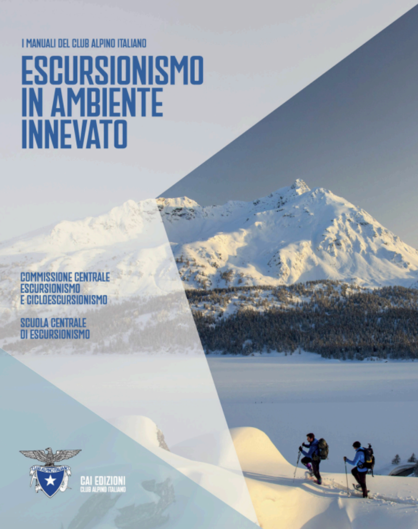 I MANUALI DEL CLUB ALPINO ITALIANO
ESCURSIONISMO
IN AMBIENTE
INNEVATO
COMMISSIONE CENTRALE
ESCURSIONISMO
E CICLOESCURSIONISMO
SCUOLA CENTRALE
DI ESCURSIONISMO
CAI EDIZIONI
CLUB ALPINO ITALIANO